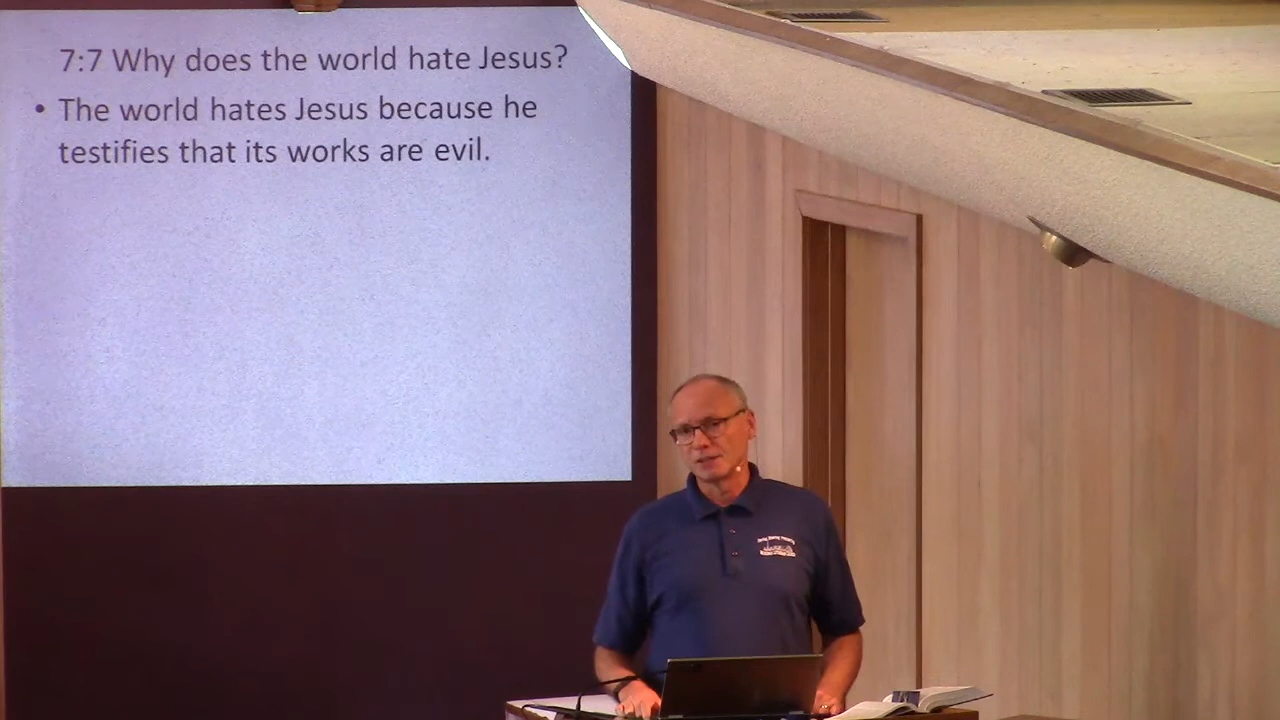 7:7 Why does the world hate Jesus?
• The world hates Jesus because he
testifies that its works are evil.